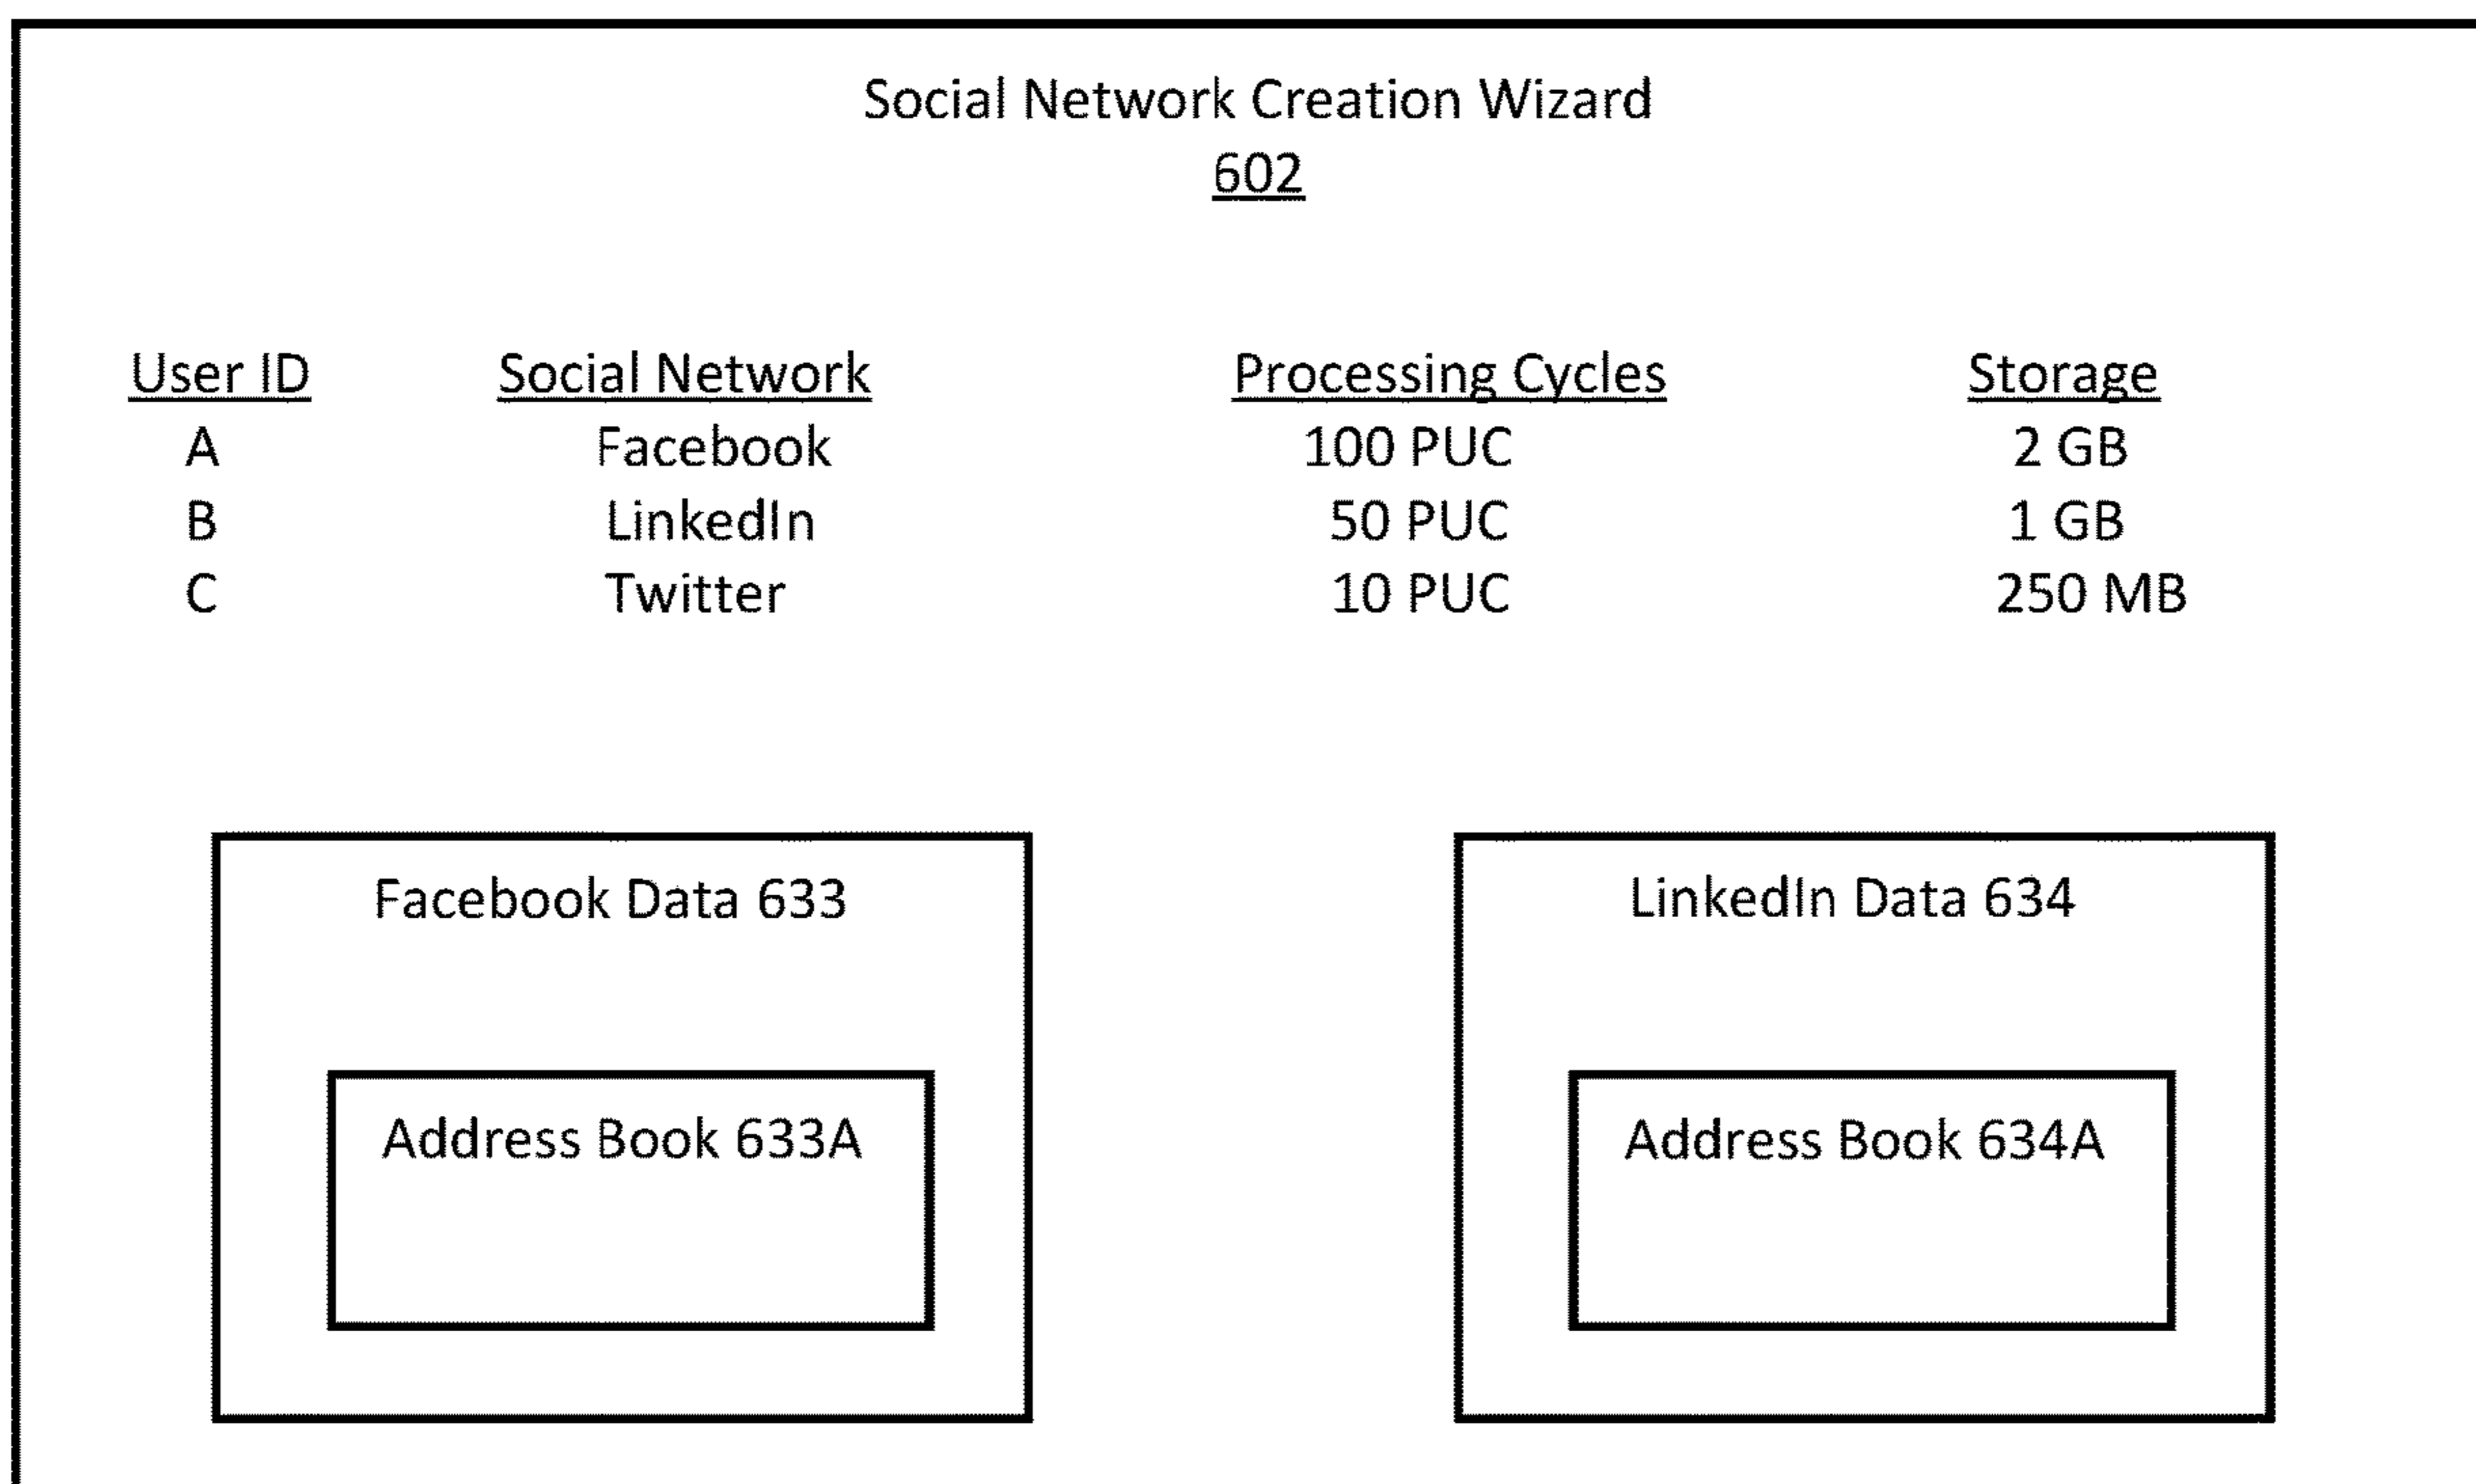 Social Network Creation Wizard
602
User ID Social Network Processing Cycles Storage
A Facebook 100 PUC 2 GB
B LinkedIn 50 PUC 1 GB
C Twitter 10 PUC 250 MB
Facebook Data 633 LinkedIn Data 634
Address Book 633A Address Book 634A